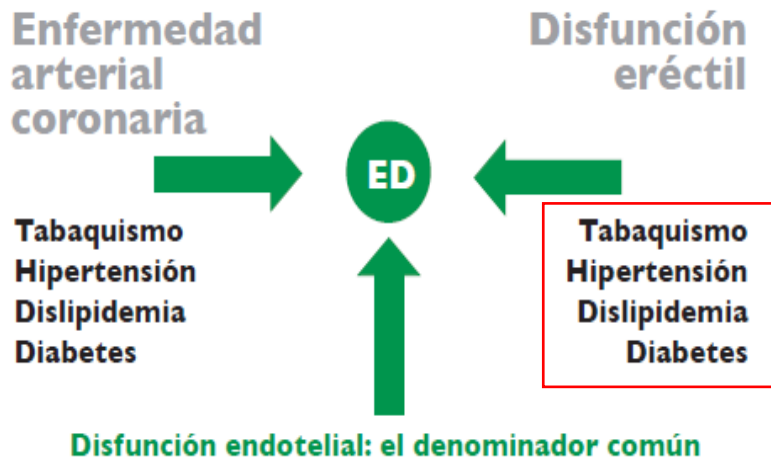 Enfermedad
arterial
coronaria
Disfunción
eréctil
ED
Tabaquismo
Hipertensión
Dislipidemia
Diabetes
Tabaquismo
Hipertensión
Dislipidemia
Diabetes
Disfunción endotelial: el denominador común